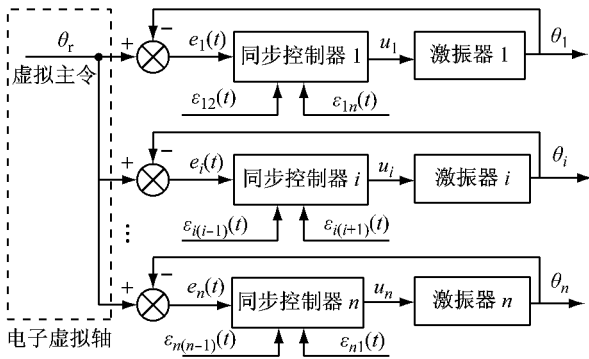 θr + − e1(t) 同步控制器 1 u1 激振器 1 θ1
虚拟主令
ε12(t) ε1n(t)
+ − ei(t) 同步控制器 i ui 激振器 i θi
εi(i−1)(t) εi(i+1)(t)
⋮
+ − en(t) 同步控制器 n un 激振器 n θn
电子虚拟轴
εn(n−1)(t) εn1(t)